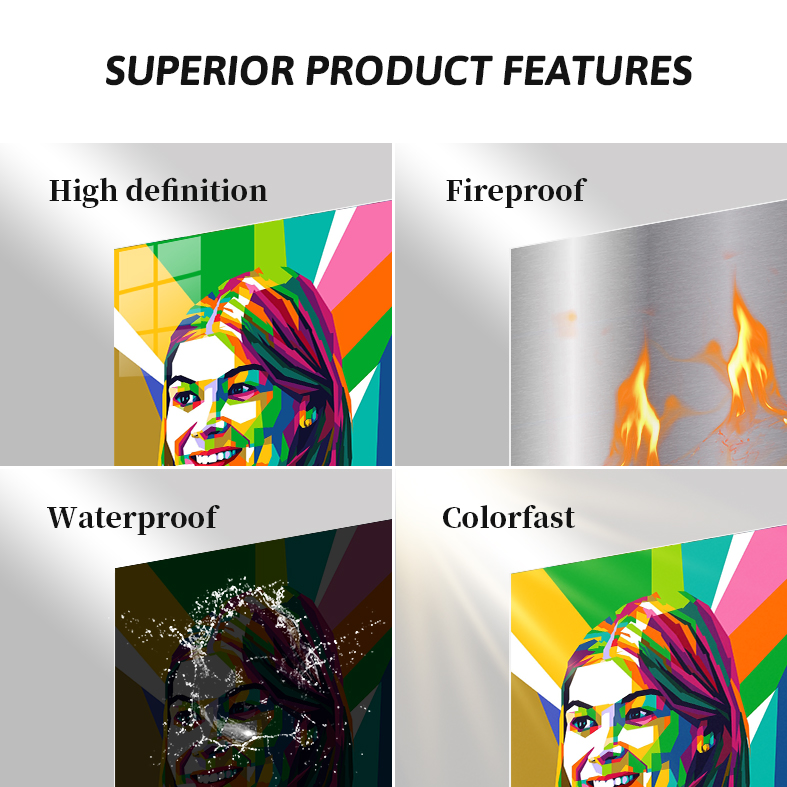 SUPERIOR PRODUCT FEATURES
High definition
Fireproof
Waterproof
Colorfast